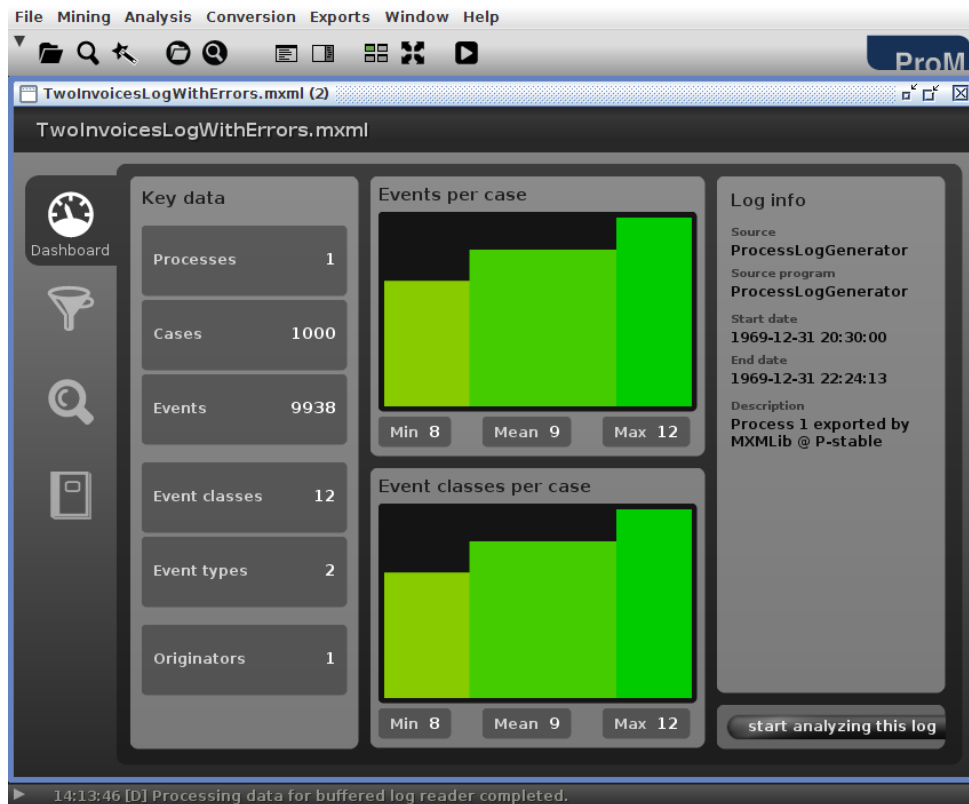 File Mining Analysis Conversion Exports Window Help
ProM
TwoInvoicesLogWithErrors.mxml (2)
TwoInvoicesLogWithErrors.mxml
Dashboard
Key data
Processes 1
Cases 1000
Events 9938
Event classes 12
Event types 2
Originators 1
Events per case
Min 8 Mean 9 Max 12
Event classes per case
Min 8 Mean 9 Max 12
Log info
Source
ProcessLogGenerator
Source program
ProcessLogGenerator
Start date
1969-12-31 20:30:00
End date
1969-12-31 22:24:13
Description
Process 1 exported by
MXMLib @ P-stable
start analyzing this log
14:13:46 [D] Processing data for buffered log reader completed.